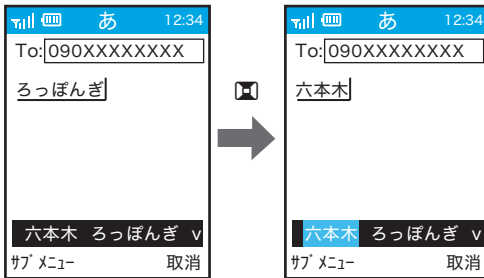 あ 12:34
To: 090XXXXXXXX
ろっぽんぎ
六本木 ろっぽんぎ v
サブメニュー 取消
あ 12:34
To: 090XXXXXXXX
六本木
六本木 ろっぽんぎ v
サブメニュー 取消